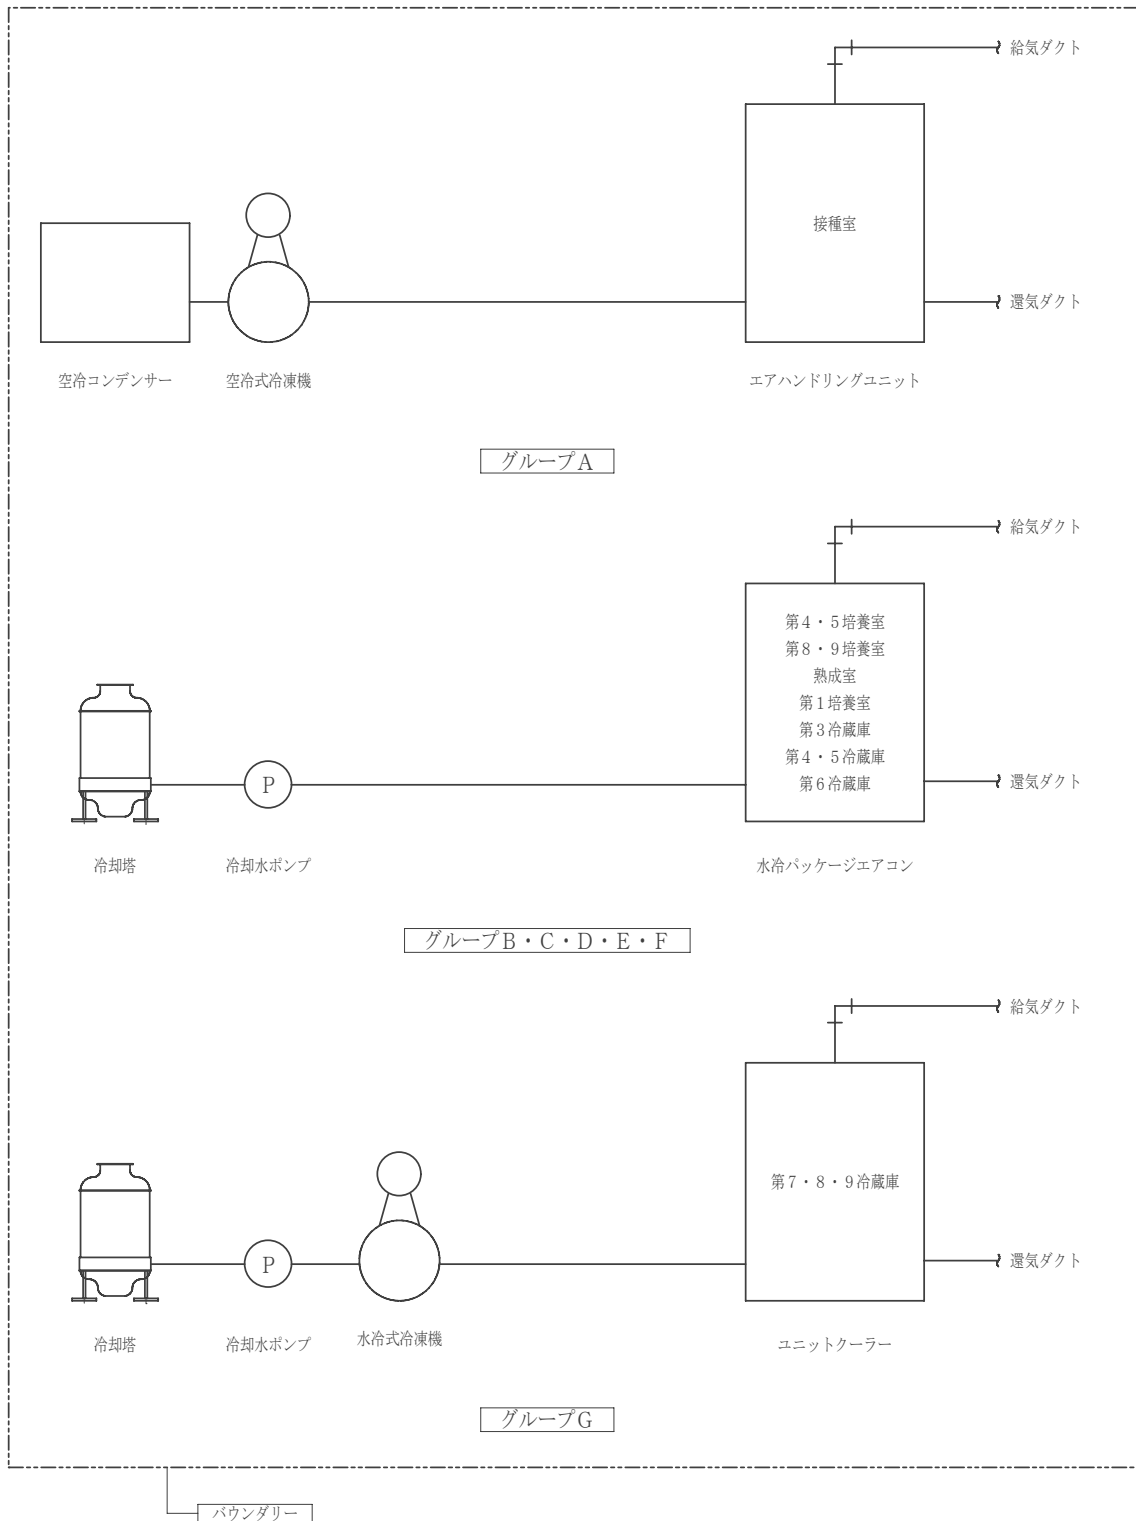 給気ダクト
接種室
還気ダクト
空冷コンデンサー
空冷式冷凍機
エアハンドリングユニット
グループA
給気ダクト
第4・5培養室
第8・9培養室
熟成室
第1培養室
第3冷蔵庫
第4・5冷蔵庫
第6冷蔵庫
P
還気ダクト
冷却塔
冷却水ポンプ
水冷パッケージエアコン
グループB・C・D・E・F
給気ダクト
第7・8・9冷蔵庫
P
還気ダクト
冷却塔
冷却水ポンプ
水冷式冷凍機
ユニットクーラー
グループG
バウンダリー